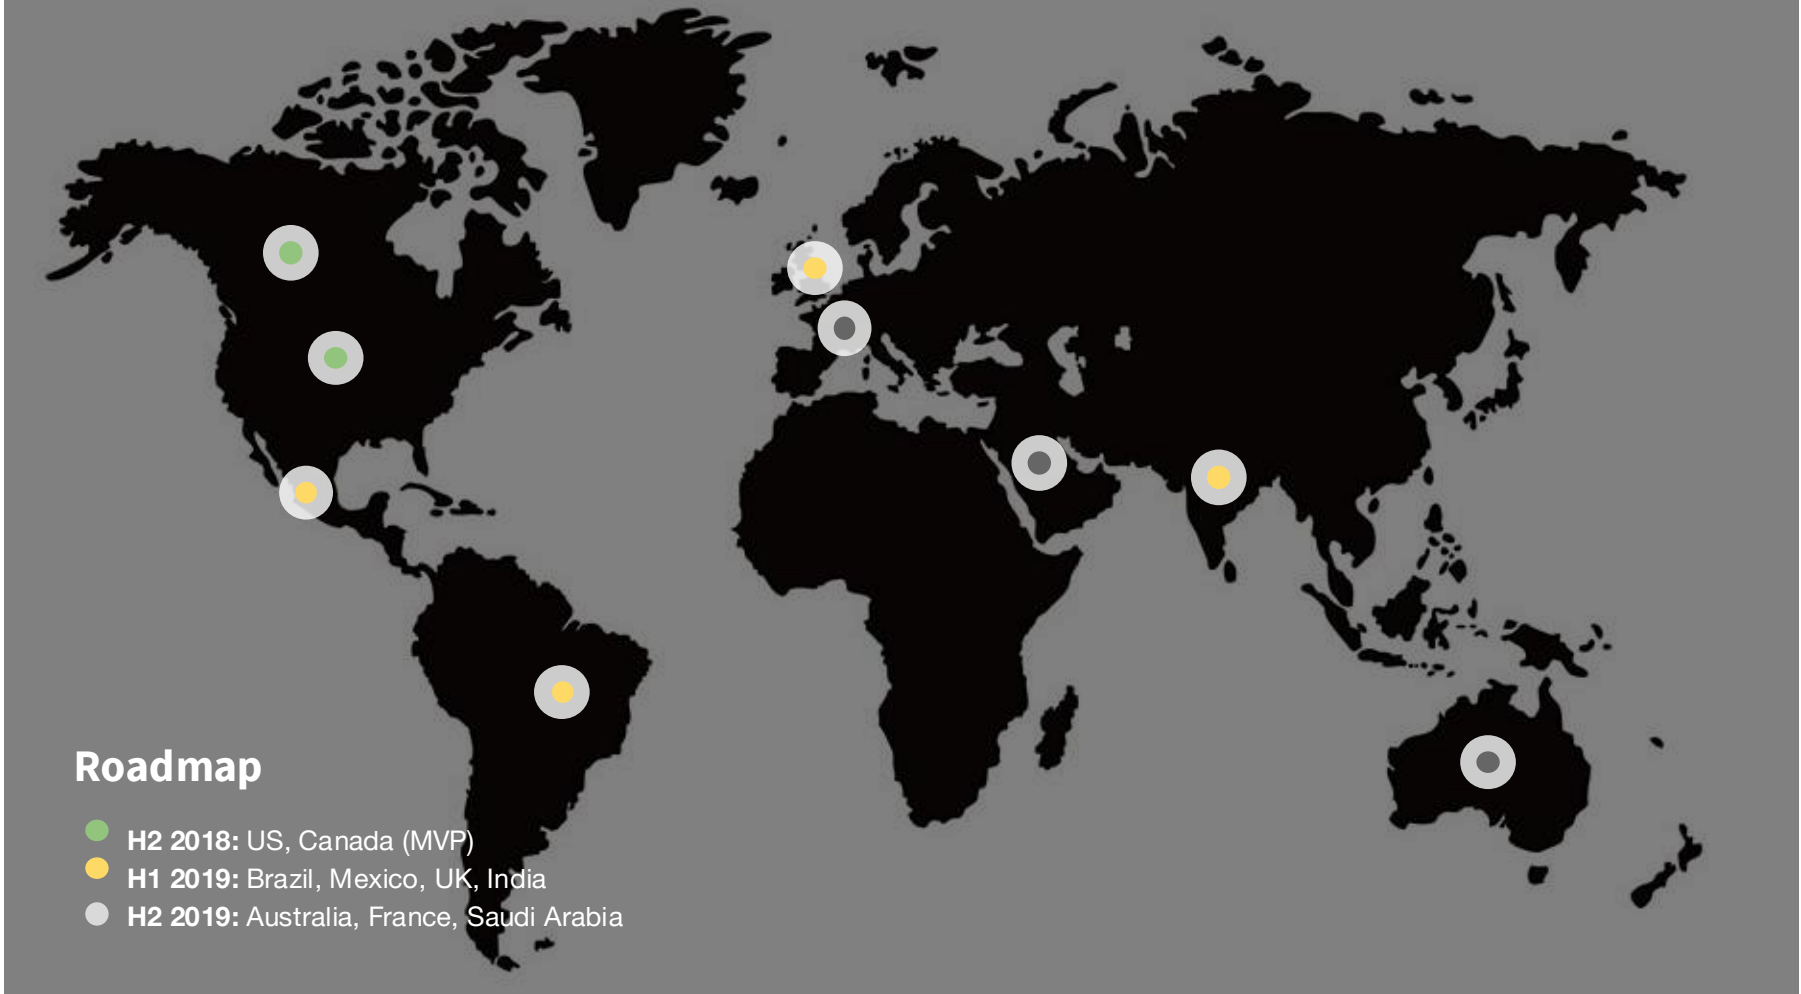 Roadmap
H2 2018: US, Canada (MVP)
H1 2019: Brazil, Mexico, UK, India
H2 2019: Australia, France, Saudi Arabia